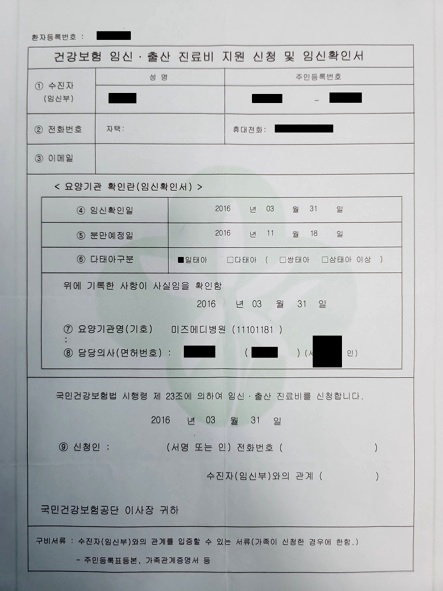 환자등록번호 :
건강보험 임신 · 출산 진료비 지원 신청 및 임신확인서
① 수진자 (임신부) 성 명 주민등록번호
–
② 전화번호 자택: 휴대전화:
③ 이메일
< 요양기관 확인란(임신확인서) >
④ 임신확인일 2016 년 03 월 31 일
⑤ 분만예정일 2016 년 11 월 18 일
⑥ 다태아구분 ■일태아 □다태아 ( □쌍태아 □삼태아 이상 )
위에 기록한 사항이 사실임을 확인함
2016 년 03 월 31 일
⑦ 요양기관명(기호) : 미즈메디병원 (11101181 )
⑧ 담당의사(면허번호) : ( ) (서 인)
국민건강보험법 시행령 제 23조에 의하여 임신 · 출산 진료비를 신청합니다.
2016 년 03 월 31 일
⑨ 신청인 : (서명 또는 인) 전화번호 ( )
수진자(임신부)와의 관계 ( )
국민건강보험공단 이사장 귀하
구비서류 : 수진자(임신부)와의 관계를 입증할 수 있는 서류(가족이 신청한 경우에 한함.)
- 주민등록표등본, 가족관계증명서 등